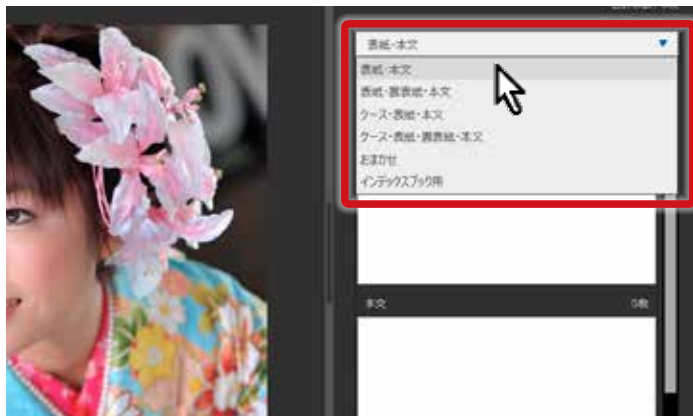 表紙・本文
表紙・本文
表紙・裏表紙・本文
ケース・表紙・本文
ケース・表紙・裏表紙・本文
おまかせ
インデックスブック用
本文
0枚